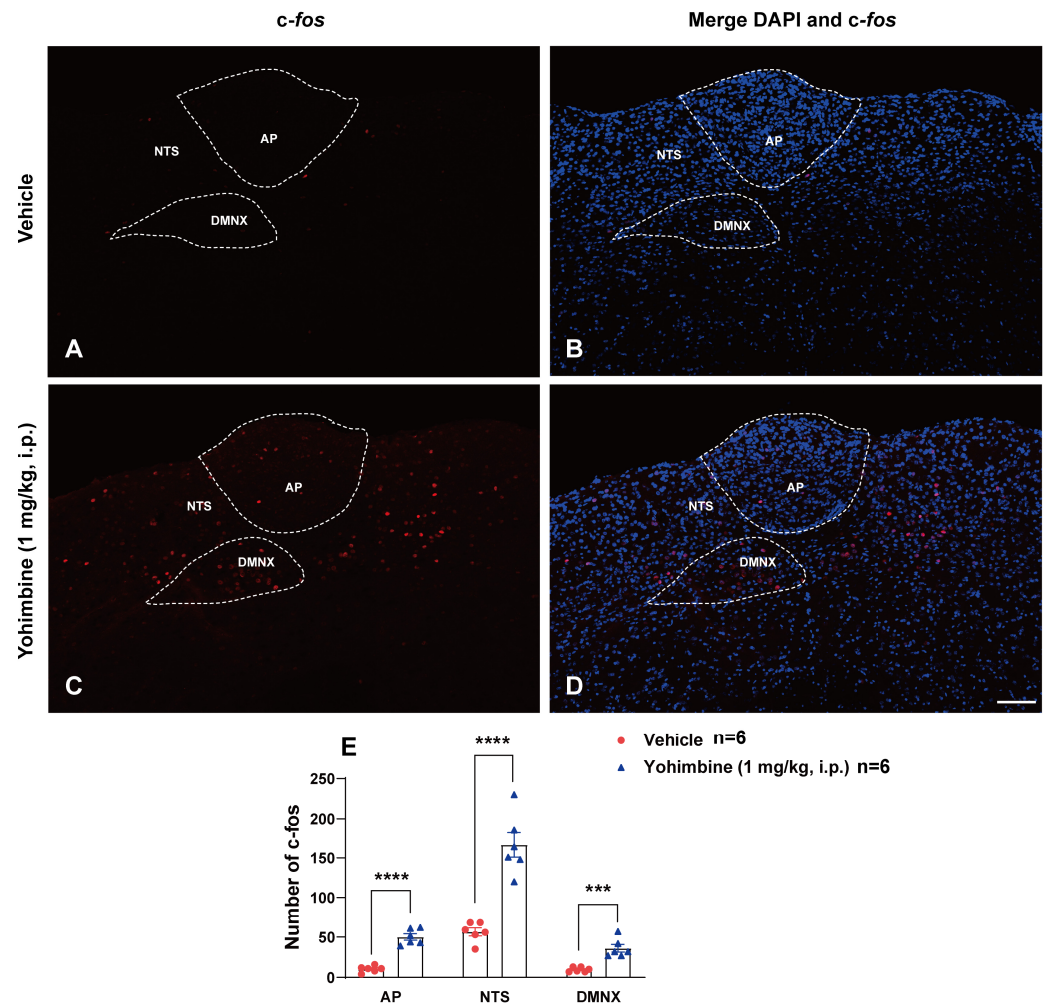 c-fos
Merge DAPI and c-fos
Vehicle
NTS
AP
DMNX
A
NTS
AP
DMNX
B
Yohimbine (1 mg/kg, i.p.)
NTS
AP
DMNX
C
NTS
AP
DMNX
D
E
Vehicle n=6
Yohimbine (1 mg/kg, i.p.) n=6
Number of c-fos
250
200
150
100
50
0
****
****
***
AP
NTS
DMNX